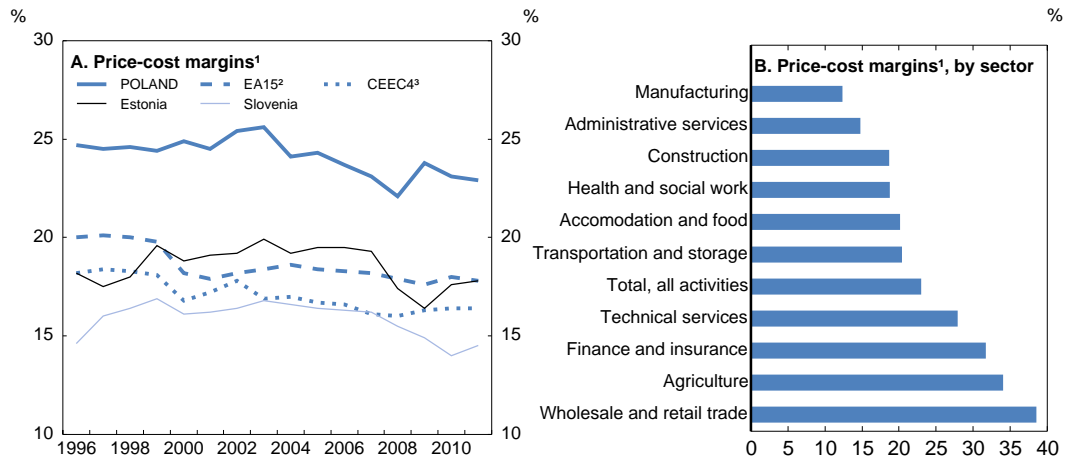 %
%
%
A. Price-cost margins¹
POLAND
EA15²
CEEC4³
Estonia
Slovenia
30
25
20
15
10
30
25
20
15
10
1996 1998 2000 2002 2004 2006 2008 2010
B. Price-cost margins¹, by sector
Manufacturing
Administrative services
Construction
Health and social work
Accomodation and food
Transportation and storage
Total, all activities
Technical services
Finance and insurance
Agriculture
Wholesale and retail trade
0 5 10 15 20 25 30 35 40